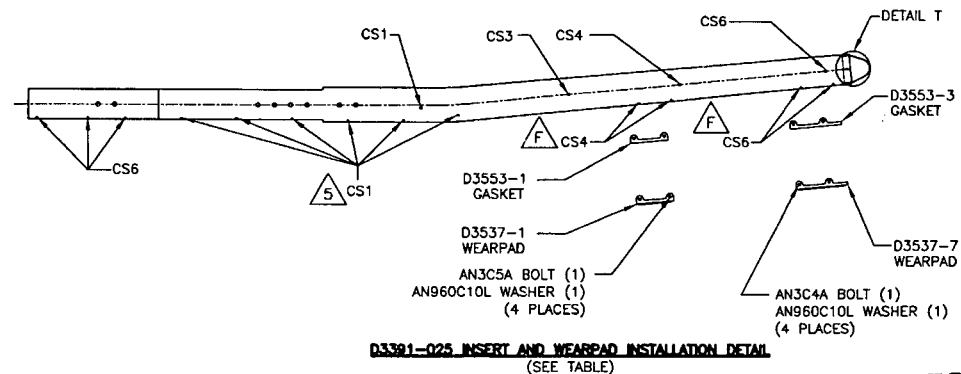 DETAIL T
CS6
CS4
CS1
CS3
D3553-3
GASKET
F
F
CS4
CS6
CS6
5
CS1
D3553-1
GASKET
D3537-1
WEARPAD
D3537-7
WEARPAD
AN3C5A BOLT (1)
AN960C10L WASHER (1)
(4 PLACES)
AN3C4A BOLT (1)
AN960C10L WASHER (1)
(4 PLACES)
D3391-025 INSERT AND WEARPAD INSTALLATION DETAIL
(SEE TABLE)